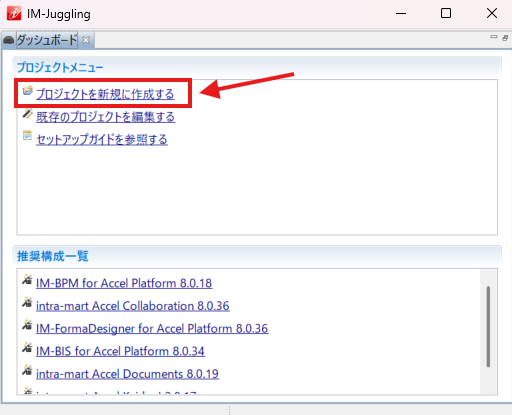 IM-Juggling
ダッシュボード
プロジェクトメニュー
プロジェクトを新規に作成する
既存のプロジェクトを編集する
セットアップガイドを参照する
推奨構成一覧
IM-BPM for Accel Platform 8.0.18
intra-mart Accel Collaboration 8.0.36
IM-FormaDesigner for Accel Platform 8.0.36
IM-BIS for Accel Platform 8.0.34
intra-mart Accel Documents 8.0.19
intra-mart Accel